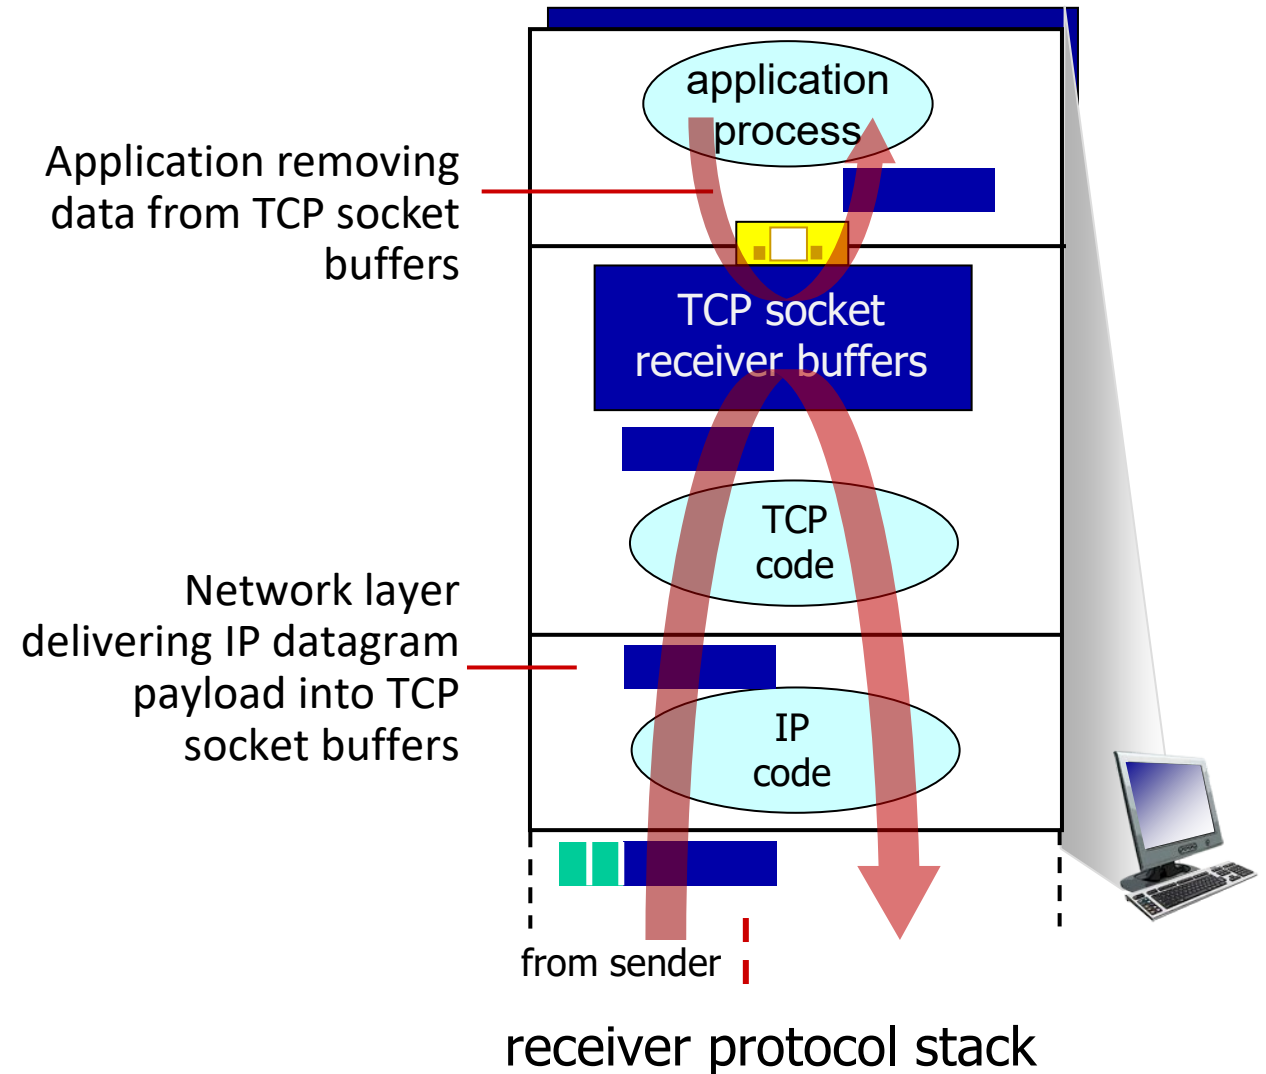 application
process
Application removing
data from TCP socket
buffers
TCP socket
receiver buffers
TCP
code
Network layer
delivering IP datagram
payload into TCP
socket buffers
IP
code
from sender
receiver protocol stack